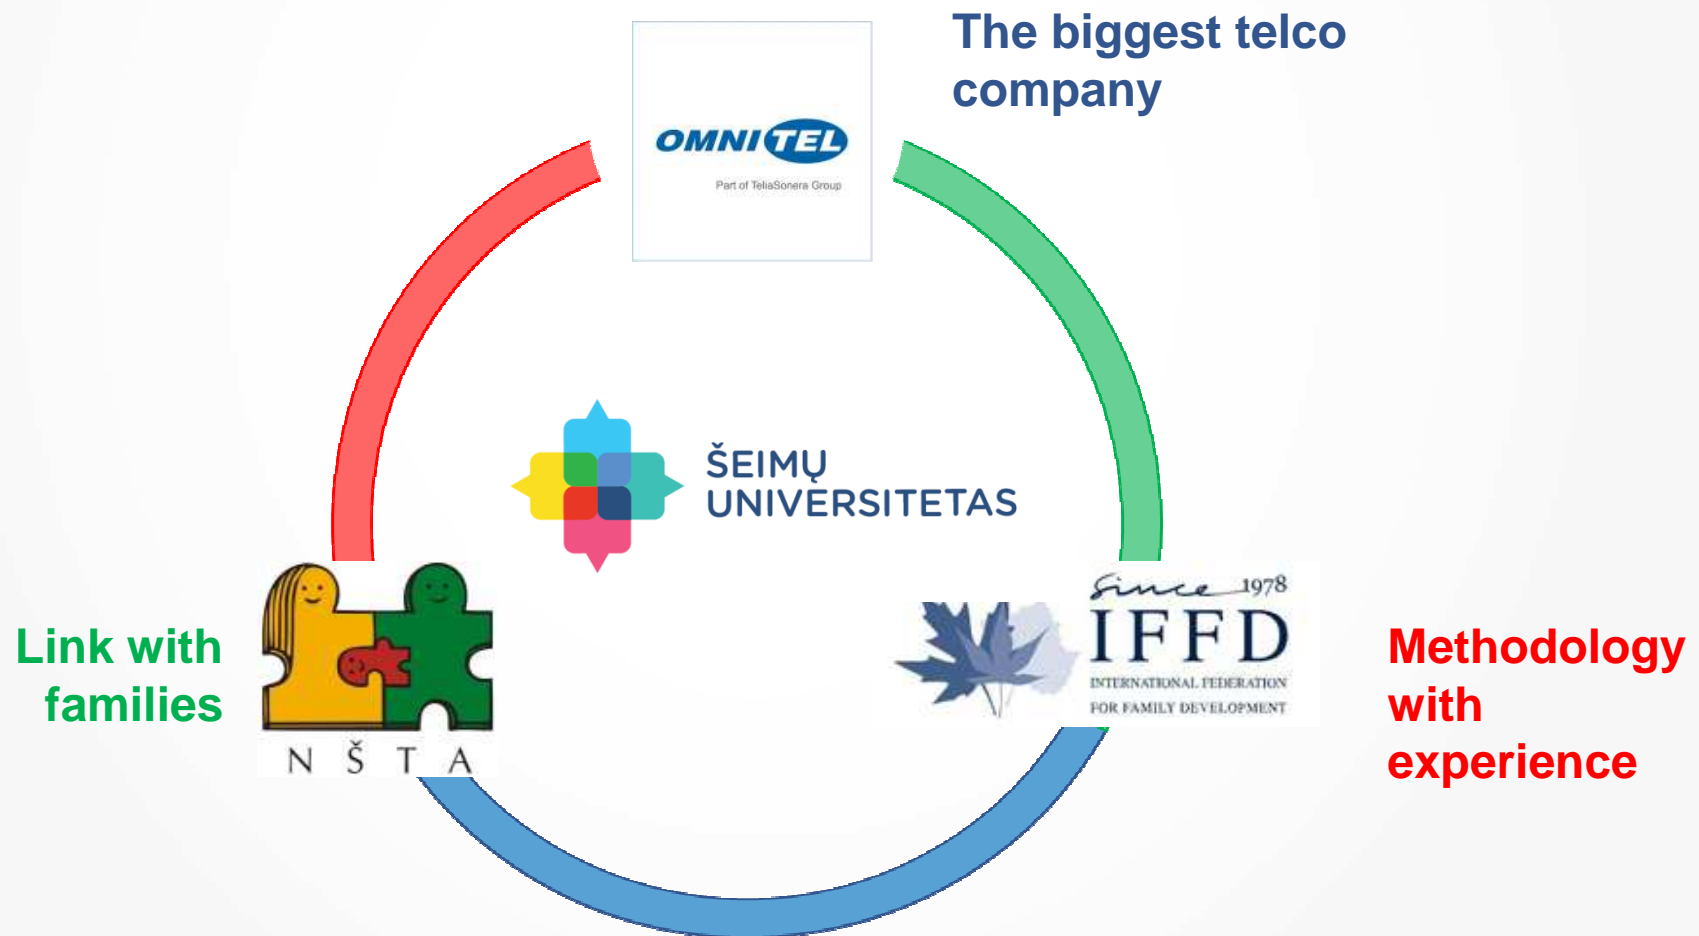 The biggest telco
company
OMNITEL
Part of TeliaSonera Group
ŠEIMŲ
UNIVERSITETAS
Link with
families
N Š T A
Since 1978
IFFD
INTERNATIONAL FEDERATION
FOR FAMILY DEVELOPMENT
Methodology
with
experience